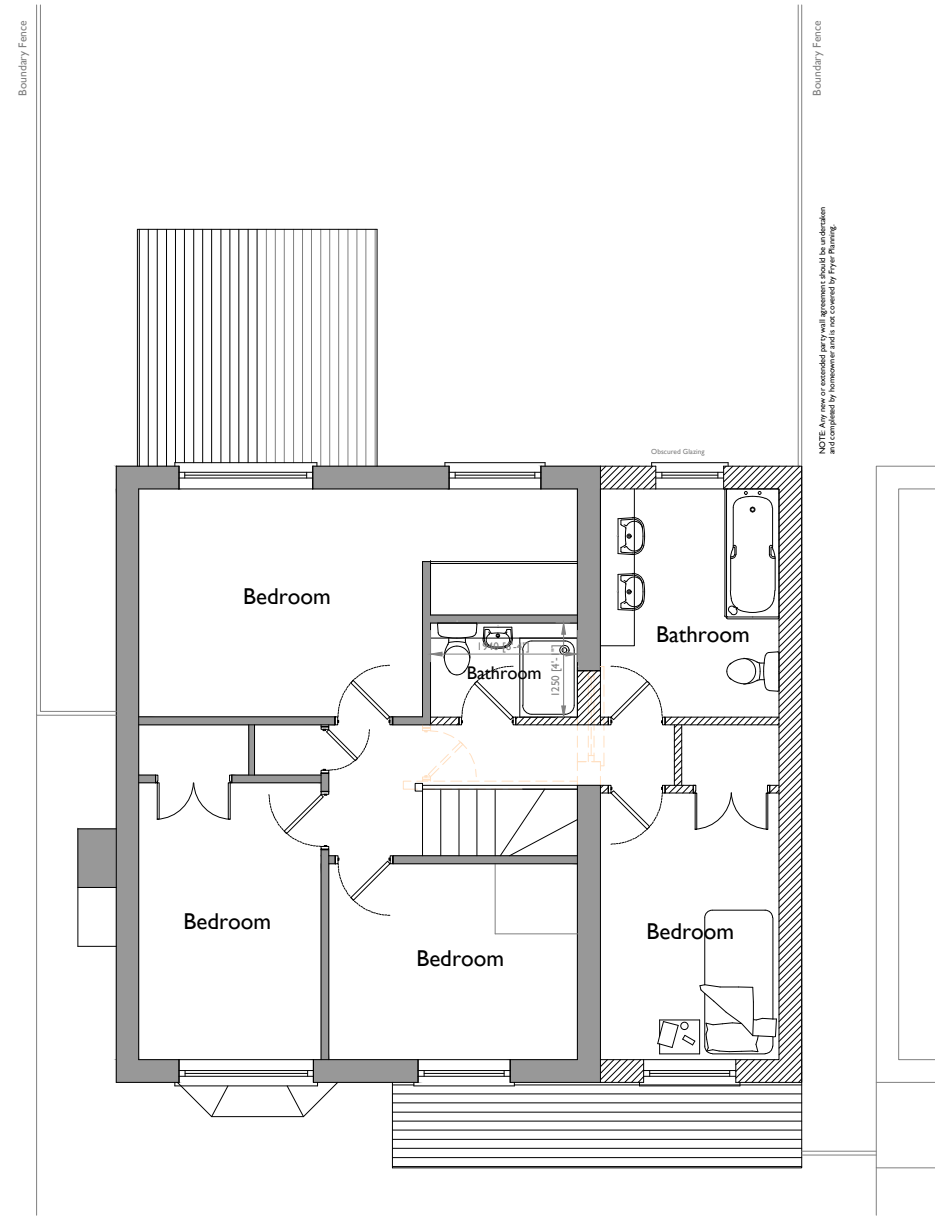 Boundary Fence
Boundary Fence
NOTE: Any new or extended party wall agreement should be undertaken
and completed by homeowner and is not covered by Fryer Planning.
Obscured Glazing
Bedroom
Bathroom
Bathroom
1250 [4'- "]
Bedroom
Bedroom
Bedroom